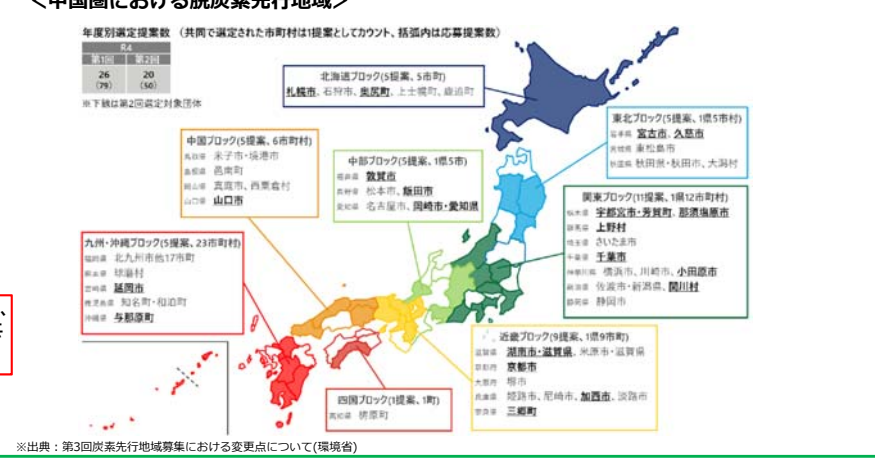 ＜中国圏における脱炭素先行地域＞
年度別選定提案数 （共同で選定された市町村は1提案としてカウント、括弧内は応募提案数）
R4
第1回 第2回
26 20
(79) (50)
※下線は第2回選定対象団体
北海道ブロック(5提案、5市町)
札幌市、石狩市、奥尻町、上士幌町、鹿追町
東北ブロック(5提案、1県5市村)
岩手県 宮古市、久慈市
宮城県 東松島市
秋田県 秋田県・秋田市、大潟村
中国ブロック(5提案、6市町村)
鳥取県 米子市・境港市
島根県 邑南町
岡山県 真庭市、西粟倉村
山口県 山口市
中部ブロック(5提案、1県5市)
福井県 敦賀市
長野県 松本市、飯田市
愛知県 名古屋市、岡崎市・愛知県
関東ブロック(11提案、1県12市町村)
栃木県 宇都宮市・芳賀町、那須塩原市
群馬県 上野村
埼玉県 さいたま市
千葉県 千葉市
神奈川県 横浜市、川崎市、小田原市
新潟県 佐渡市・新潟県、関川村
静岡県 静岡市
九州・沖縄ブロック(5提案、23市町村)
福岡県 北九州市他17市町
熊本県 球磨村
宮崎県 延岡市
鹿児島県 知名町・和泊町
沖縄県 与那原町
近畿ブロック(9提案、1県9市町)
滋賀県 湖南市・滋賀県、米原市・滋賀県
京都府 京都市
大阪府 堺市
兵庫県 姫路市、尼崎市、加西市、淡路市
奈良県 三郷町
四国ブロック(1提案、1町)
高知県 梼原町
※出典：第3回炭素先行地域募集における変更点について(環境省)